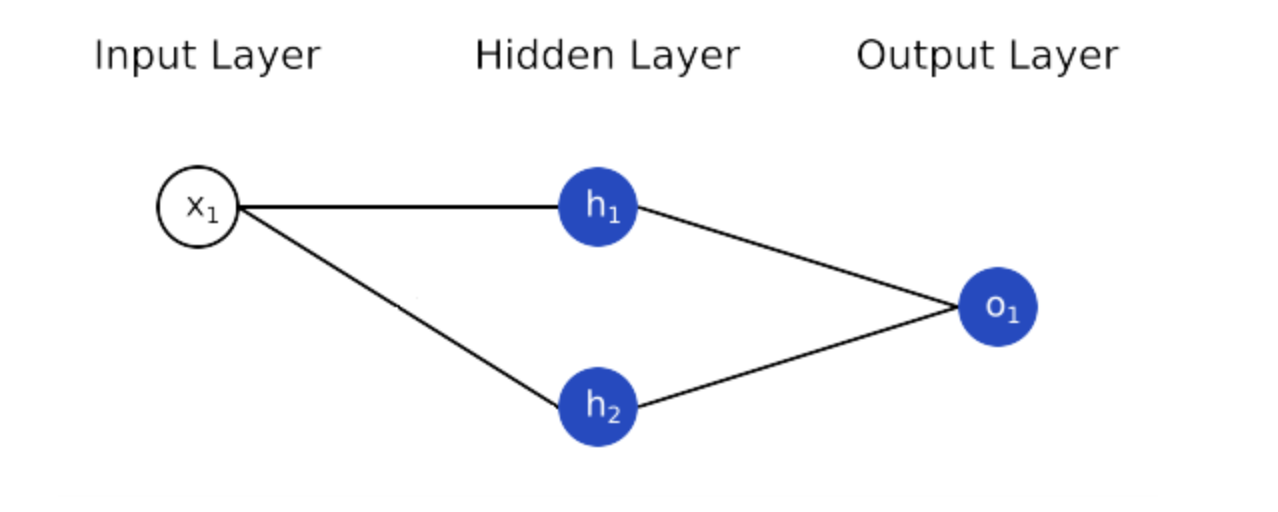 Input Layer
Hidden Layer
Output Layer
x₁
h₁
o₁
h₂